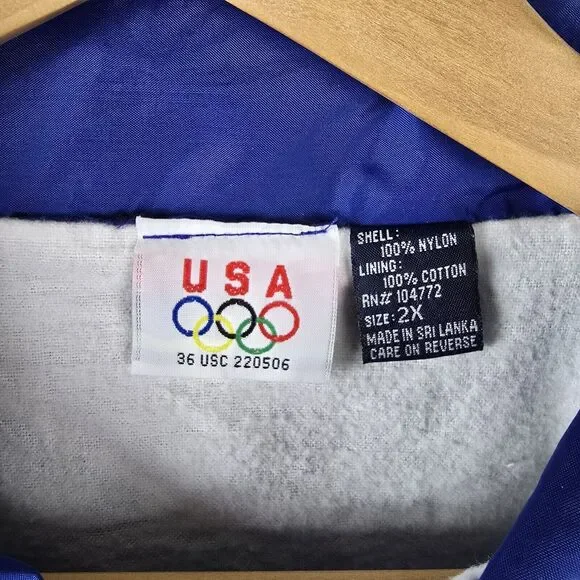 USA
36 USC 220506
SHELL:
100% NYLON
LINING:
100% COTTON
RN# 104772
SIZE: 2X
MADE IN SRI LANKA
CARE ON REVERSE